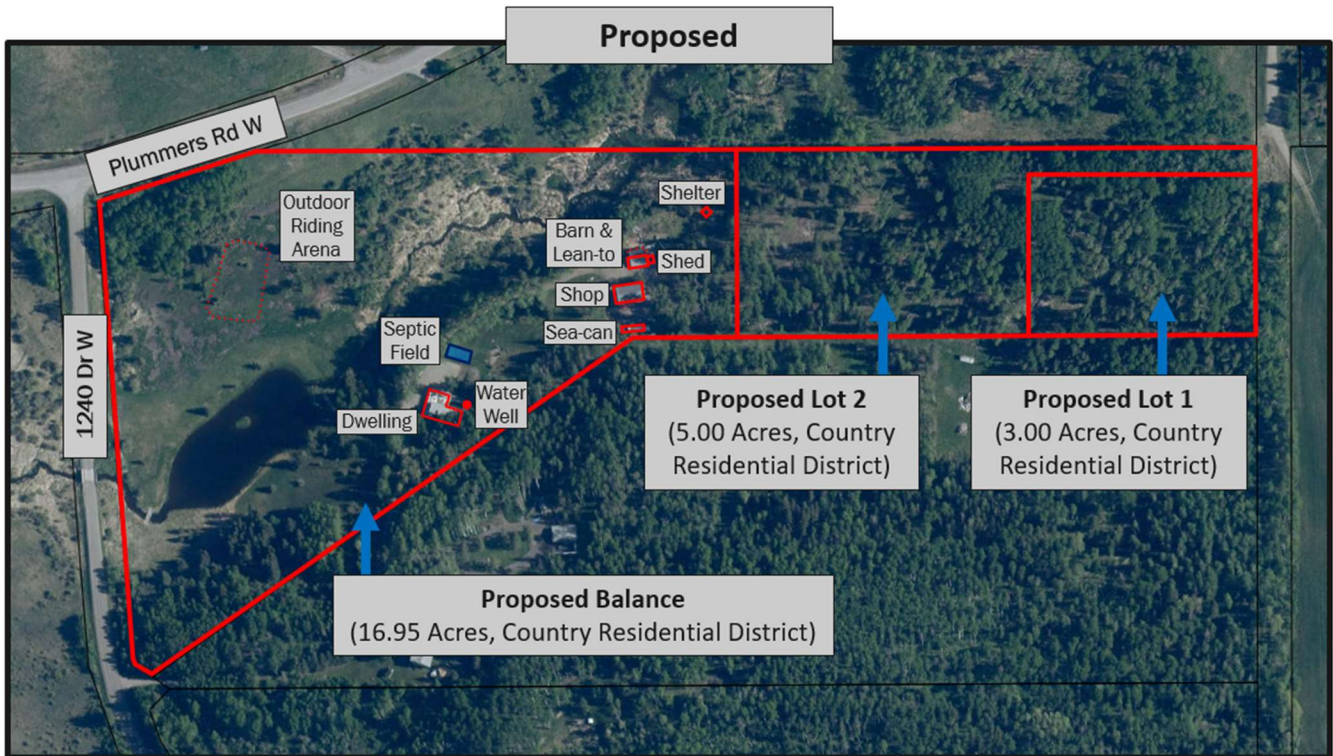 Proposed
Plummers Rd W
Outdoor
Riding
Arena
Shelter
Barn &
Lean-to
Shed
Shop
Sea-can
1240 Dr W
Septic
Field
Water
Well
Dwelling
Proposed Lot 2
(5.00 Acres, Country
Residential District)
Proposed Lot 1
(3.00 Acres, Country
Residential District)
Proposed Balance
(16.95 Acres, Country Residential District)